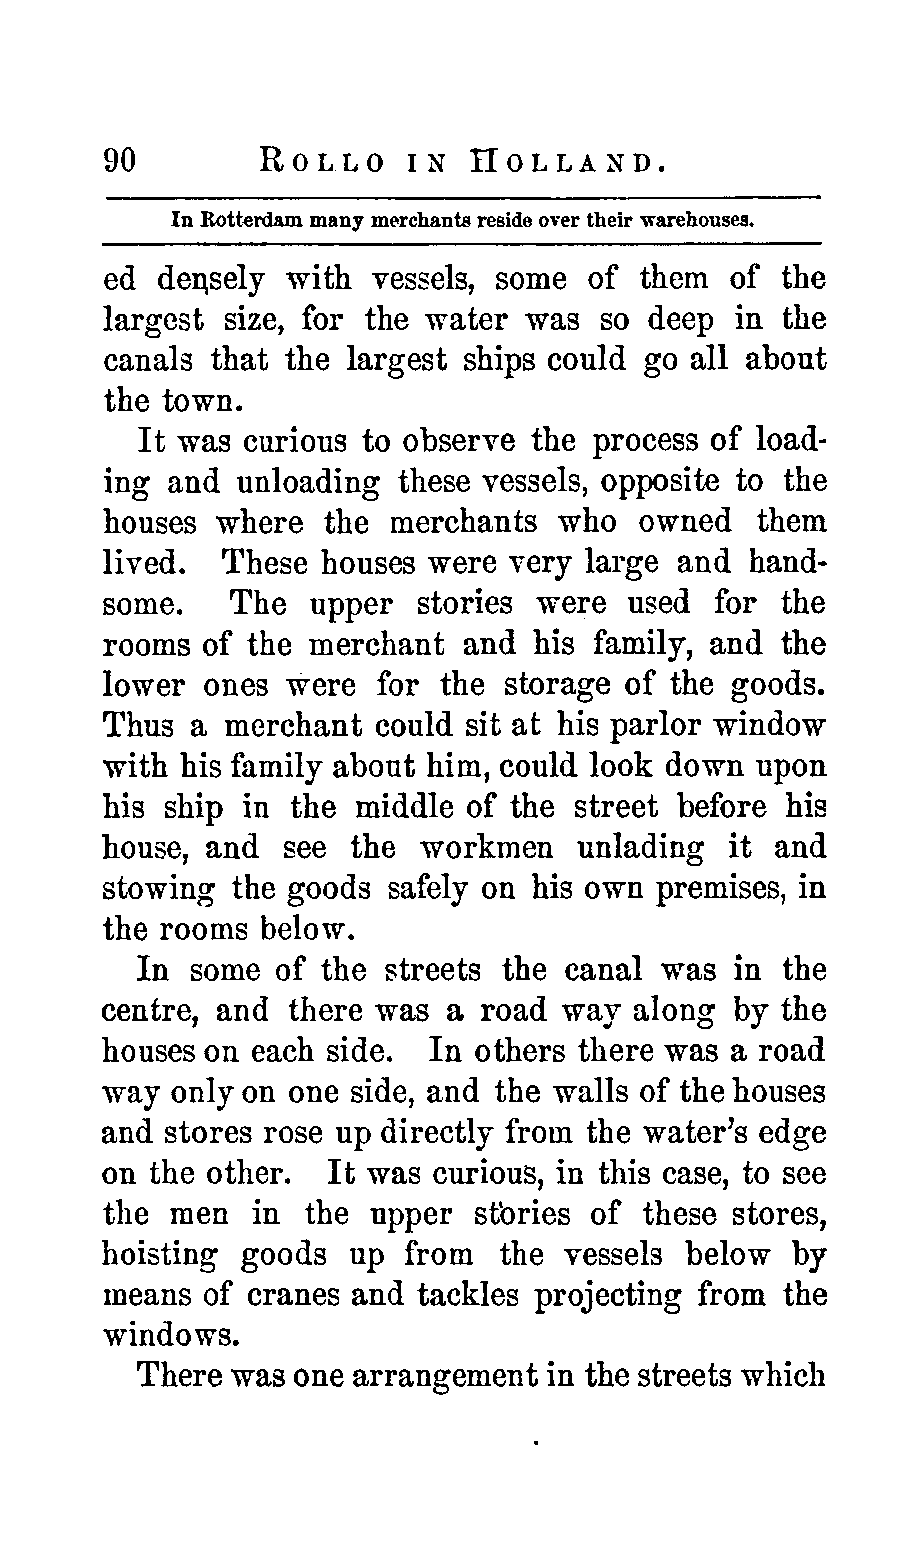 90 ROLLO IN HOLLAND.
In Rotterdam many merchants reside over their warehouses.
ed densely with vessels, some of them of the
largest size, for the water was so deep in the
canals that the largest ships could go all about
the town.
It was curious to observe the process of load-
ing and unloading these vessels, opposite to the
houses where the merchants who owned them
lived. These houses were very large and hand-
some. The upper stories were used for the
rooms of the merchant and his family, and the
lower ones were for the storage of the goods.
Thus a merchant could sit at his parlor window
with his family about him, could look down upon
his ship in the middle of the street before his
house, and see the workmen unlading it and
stowing the goods safely on his own premises, in
the rooms below.
In some of the streets the canal was in the
centre, and there was a road way along by the
houses on each side. In others there was a road
way only on one side, and the walls of the houses
and stores rose up directly from the water's edge
on the other. It was curious, in this case, to see
the men in the upper stories of these stores,
hoisting goods up from the vessels below by
means of cranes and tackles projecting from the
windows.
There was one arrangement in the streets which